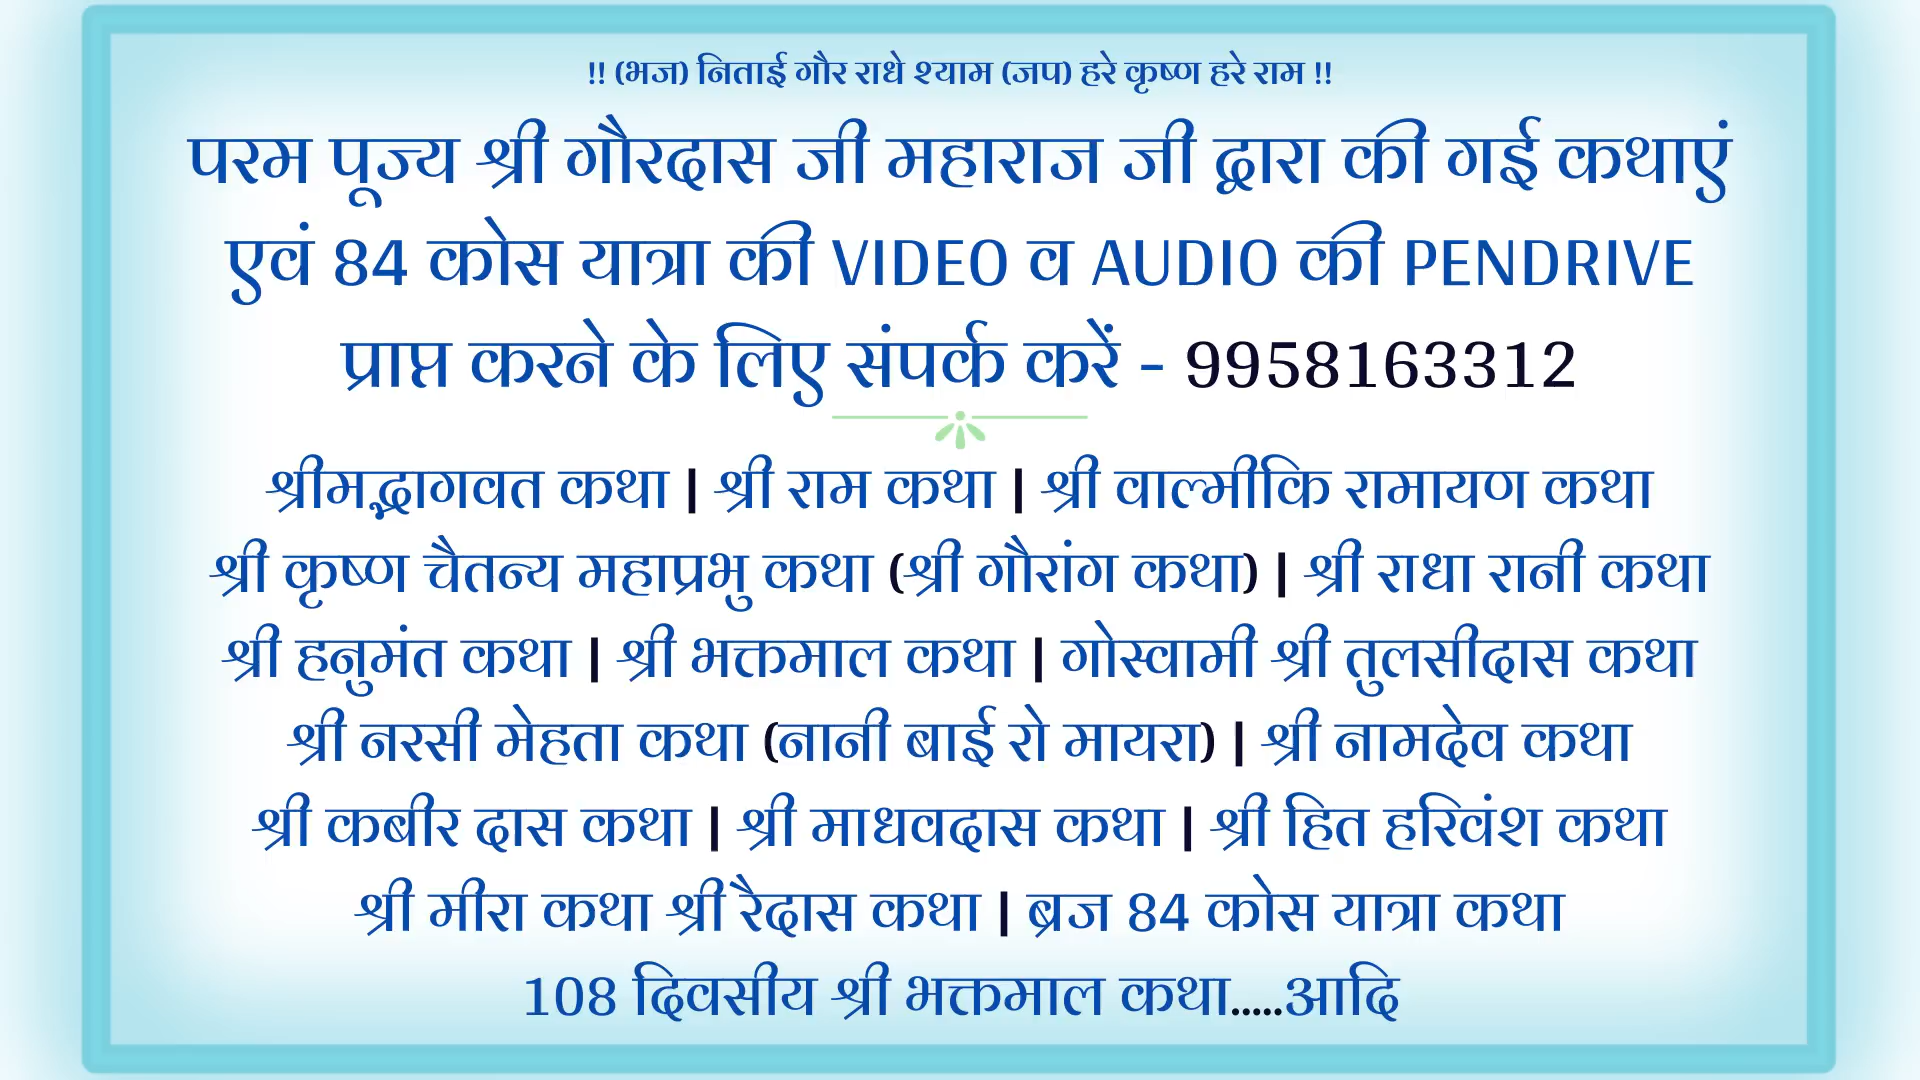 !! (भज) निताई गौर राधे श्याम (जप) हरे कृष्ण हरे राम !!
परम पूज्य श्री गौरदास जी महाराज जी द्वारा की गई कथाएं
एवं 84 कोस यात्रा की VIDEO व AUDIO की PENDRIVE
प्राप्त करने के लिए संपर्क करें - 9958163312
श्रीमद्भागवत कथा | श्री राम कथा | श्री वाल्मीकि रामायण कथा
श्री कृष्ण चैतन्य महाप्रभु कथा (श्री गौरांग कथा) | श्री राधा रानी कथा
श्री हनुमंत कथा | श्री भक्तमाल कथा | गोस्वामी श्री तुलसीदास कथा
श्री नरसी मेहता कथा (नानी बाई रो मायरा) | श्री नामदेव कथा
श्री कबीर दास कथा | श्री माधवदास कथा | श्री हित हरिवंश कथा
श्री मीरा कथा श्री रैदास कथा | ब्रज 84 कोस यात्रा कथा
108 दिवसीय श्री भक्तमाल कथा.....आदि